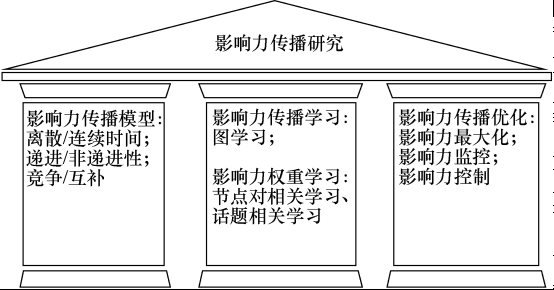 影响力传播研究
影响力传播模型:
离散/连续时间;
递进/非递进性;
竞争/互补
影响力传播学习:
图学习;
影响力权重学习:
节点对相关学习、
话题相关学习
影响力传播优化:
影响力最大化;
影响力监控;
影响力控制